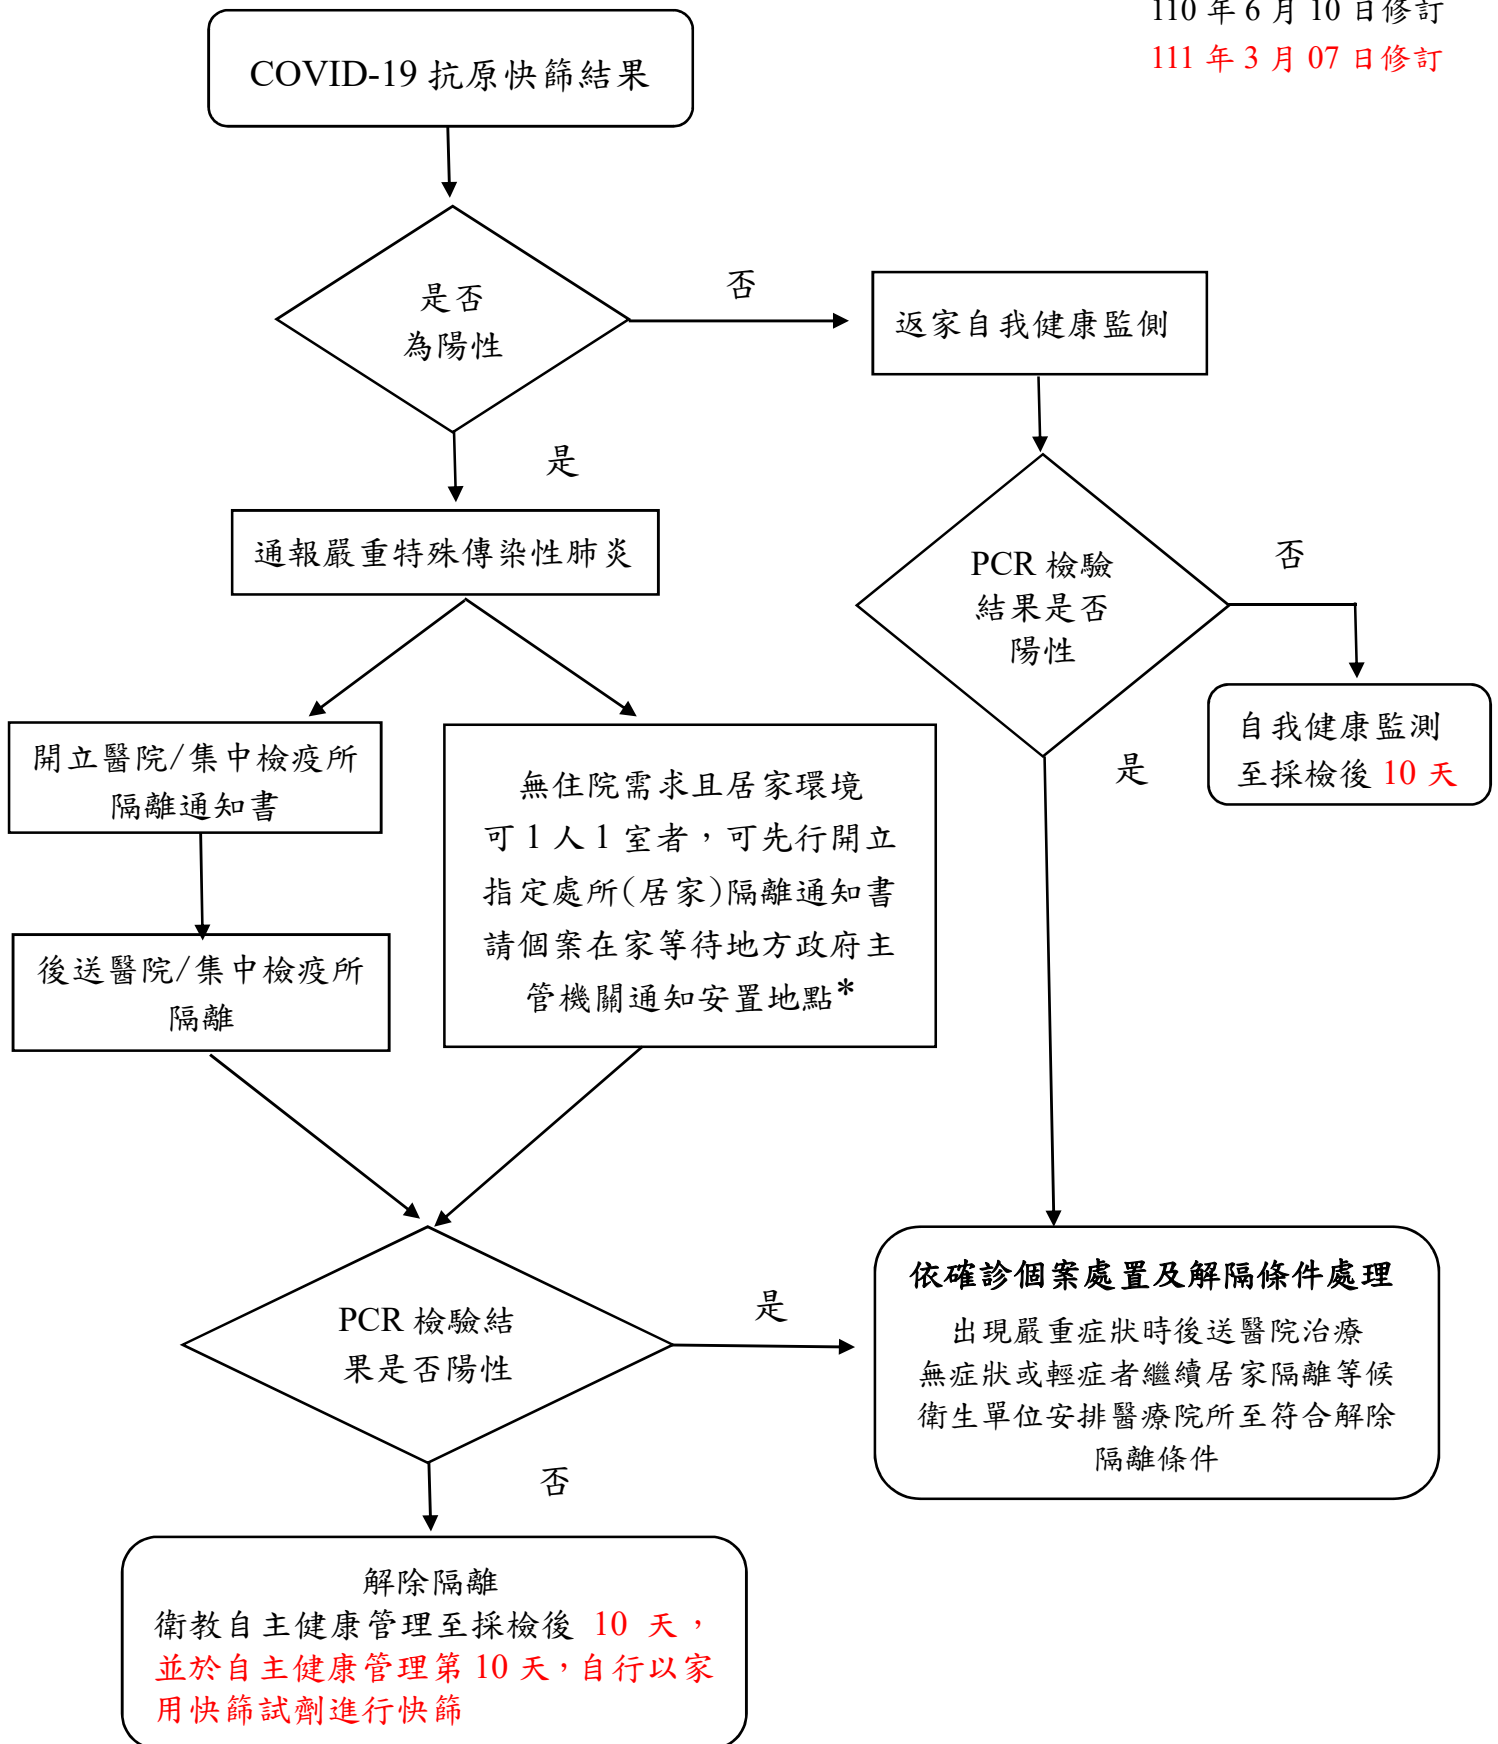 110 年 6 月 10 日修訂
111 年 3 月 07 日修訂
COVID-19 抗原快篩結果
是否
為陽性
否
返家自我健康監側
是
通報嚴重特殊傳染性肺炎
PCR 檢驗
結果是否
陽性
否
自我健康監測
至採檢後 10 天
是
開立醫院/集中檢疫所
隔離通知書
無住院需求且居家環境
可 1 人 1 室者，可先行開立
指定處所(居家)隔離通知書
請個案在家等待地方政府主
管機關通知安置地點*
後送醫院/集中檢疫所
隔離
PCR 檢驗結
果是否陽性
是
依確診個案處置及解隔條件處理
出現嚴重症狀時後送醫院治療
無症狀或輕症者繼續居家隔離等候
衛生單位安排醫療院所至符合解除
隔離條件
否
解除隔離
衛教自主健康管理至採檢後 10 天，
並於自主健康管理第 10 天，自行以家
用快篩試劑進行快篩